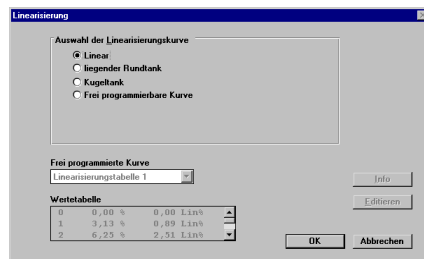 Linearisierung
Auswahl der Linearisierungskurve
Linear
liegender Rundtank
Kugeltank
Frei programmierbare Kurve
Frei programmierte Kurve
Linearisierungstabelle 1
Info
Wertetabelle
Editieren
0 0,00 % 0,00 Lin%
1 3,13 % 0,89 Lin%
2 6,25 % 2,51 Lin%
OK Abbrechen